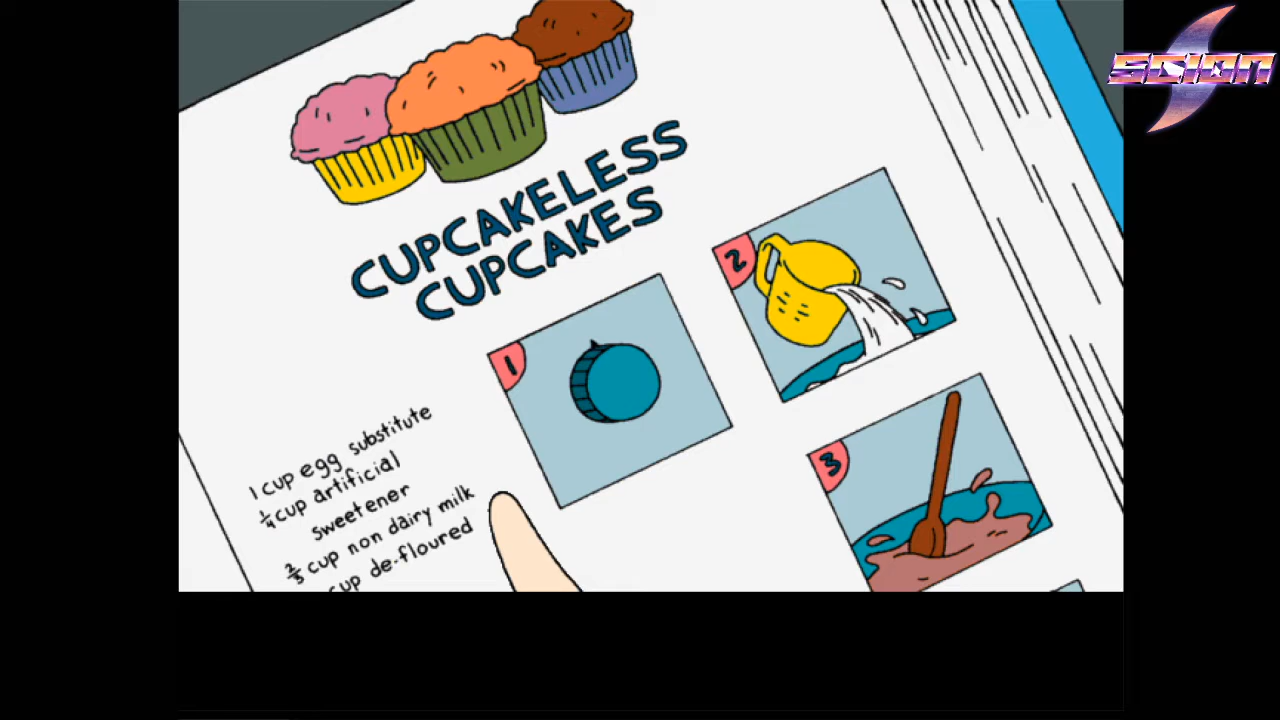 SCION
CUPCAKELESS
CUPCAKES
1
2
3
1 cup egg substitute
¼ cup artificial
sweetener
⅔ cup non dairy milk
cup de-floured